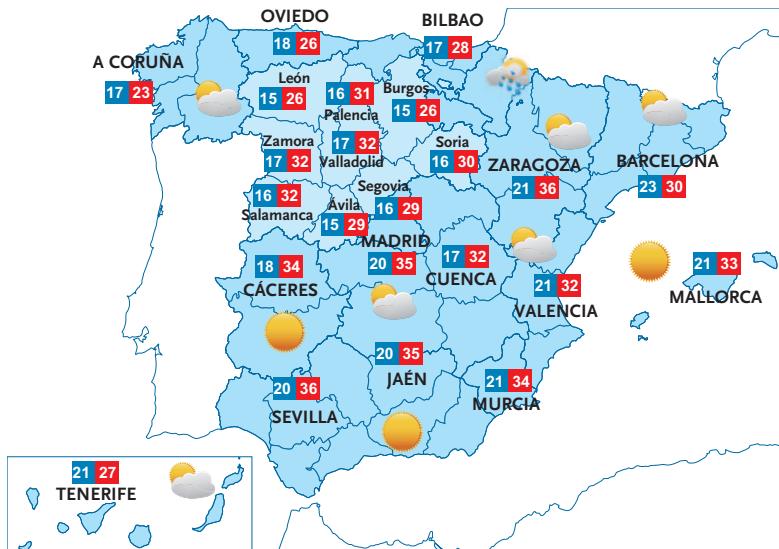 OVIEDO
18 26
BILBAO
17 28
A CORUÑA
17 23
León
15 26
16 31
Palencia
Burgos
15 26
Zamora
17 32
17 32
Valladolid
Soria
16 30
ZARAGOZA
21 36
BARCELONA
23 30
16 32
Salamanca
Ávila
15 29
Segovia
16 29
MADRID
20 35
17 32
CUENCA
18 34
CÁCERES
21 32
VALENCIA
21 33
MALLORCA
20 35
JAÉN
20 36
SEVILLA
21 34
MURCIA
21 27
TENERIFE